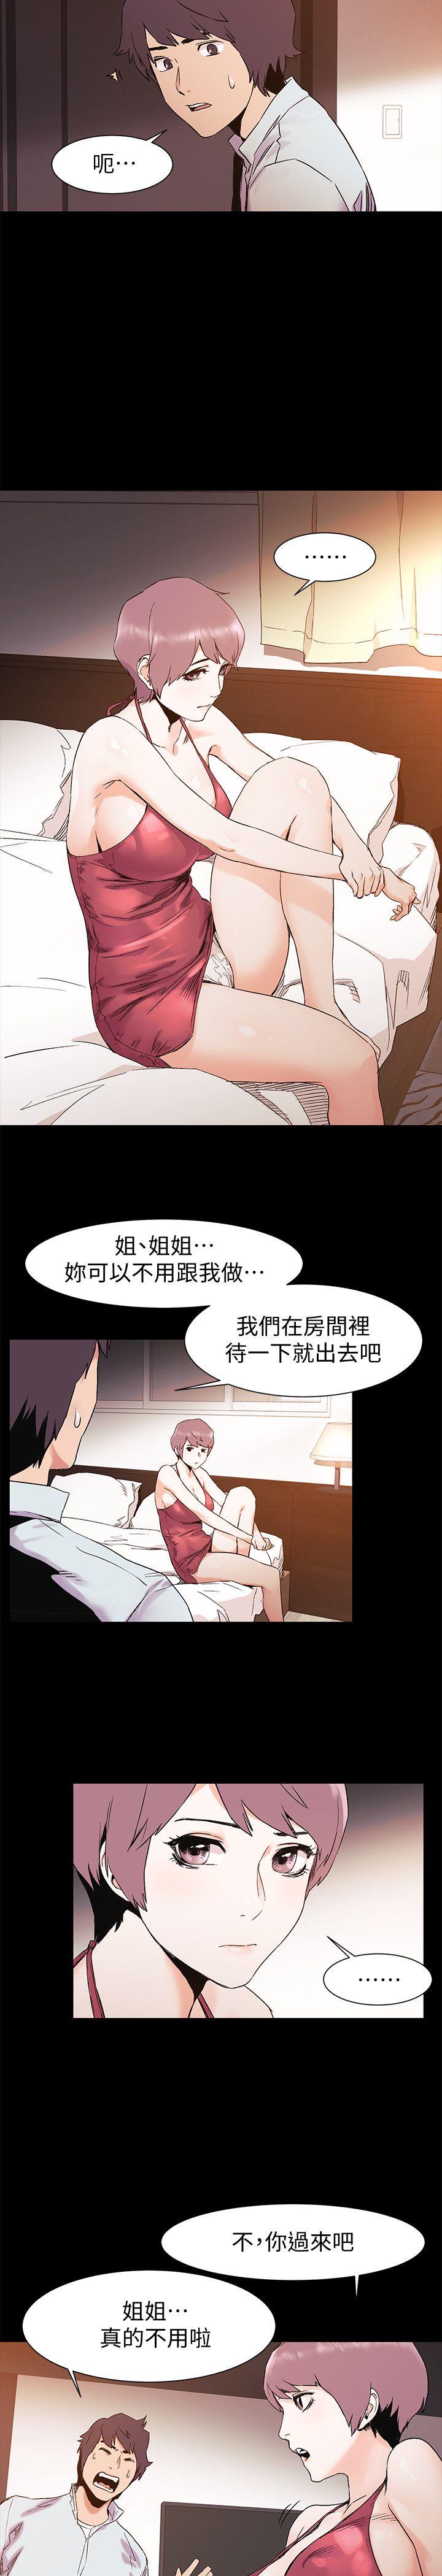 呃…
……
姐、姐姐…
妳可以不用跟我做…
我們在房間裡
待一下就出去吧
……
不，你過來吧
姐姐…
真的不用啦